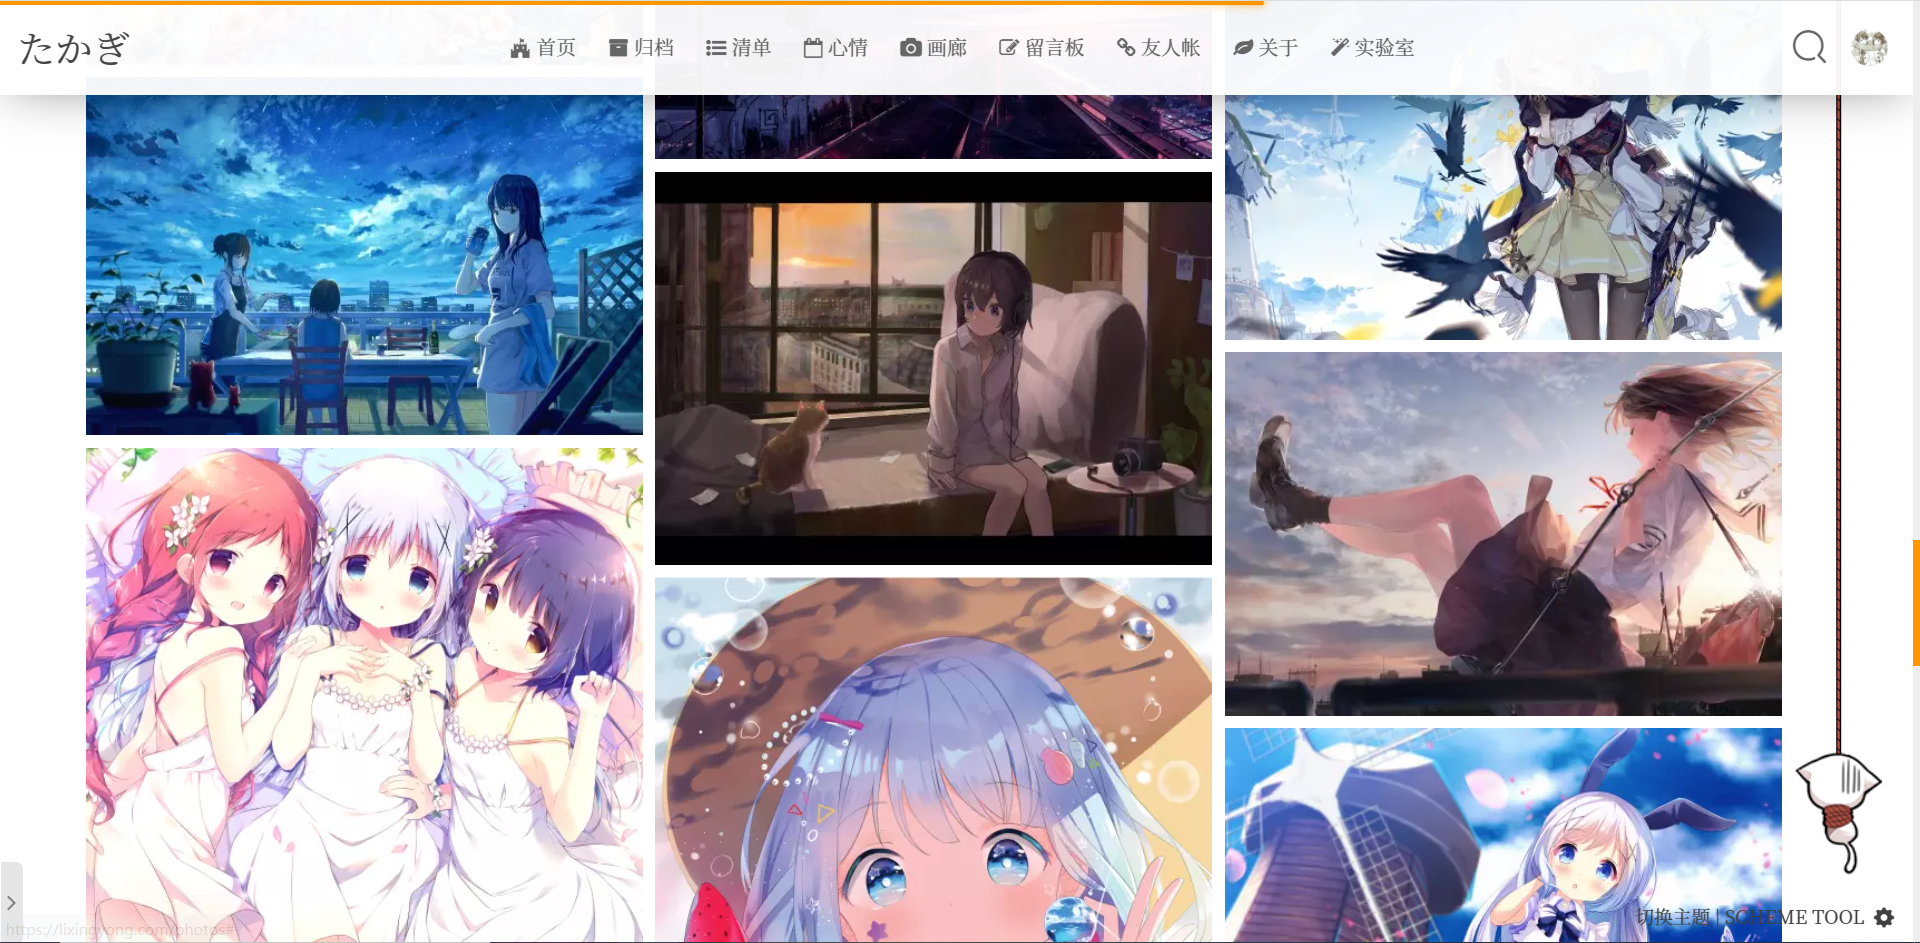 たかぎ
首页 归档 清单 心情 画廊 留言板 友人帐 关于 实验室
切换主题 | SCHEME TOOL
https://lixingyong.com/photos#